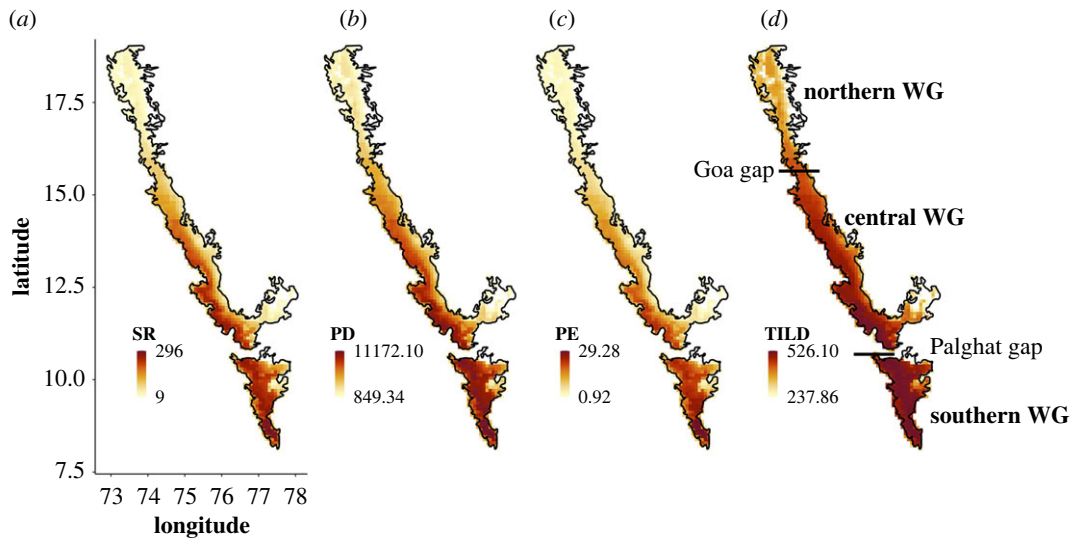 (a)
(b)
(c)
(d)
17.5
15.0
12.5
10.0
7.5
latitude
73 74 75 76 77 78
longitude
SR
296
9
PD
11172.10
849.34
PE
29.28
0.92
TILD
526.10
237.86
northern WG
Goa gap
central WG
Palghat gap
southern WG